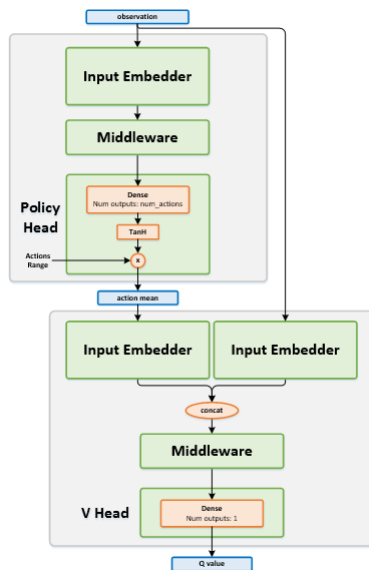 observation
Input Embedder
Middleware
Policy
Head
Dense
Num outputs: num_actions
TanH
Actions
Range
x
action mean
Input Embedder
Input Embedder
concat
Middleware
V Head
Dense
Num outputs: 1
Q value